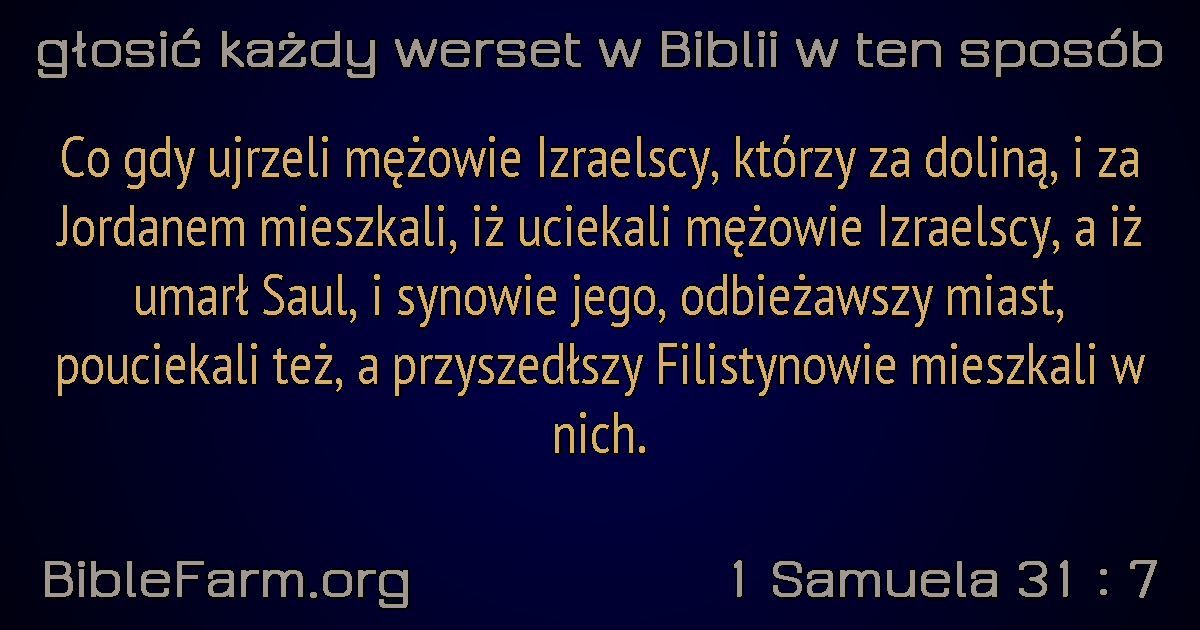 głosić każdy werset w Biblii w ten sposób
Co gdy ujrzeli mężowie Izraelscy, którzy za doliną, i za
Jordanem mieszkali, iż uciekali mężowie Izraelscy, a iż
umarł Saul, i synowie jego, odbieżawszy miast,
pouciekali też, a przyszedłszy Filistynowie mieszkali w
nich.
BibleFarm.org
1 Samuela 31 : 7